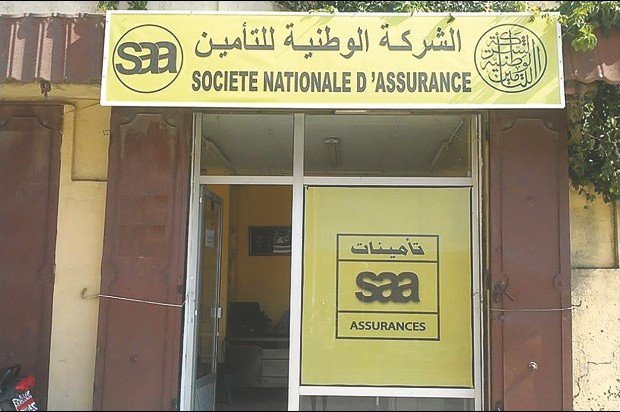 saa
الشركة الوطنية للتأمين
SOCIETE NATIONALE D 'ASSURANCE
تأمينات
saa
ASSURANCES